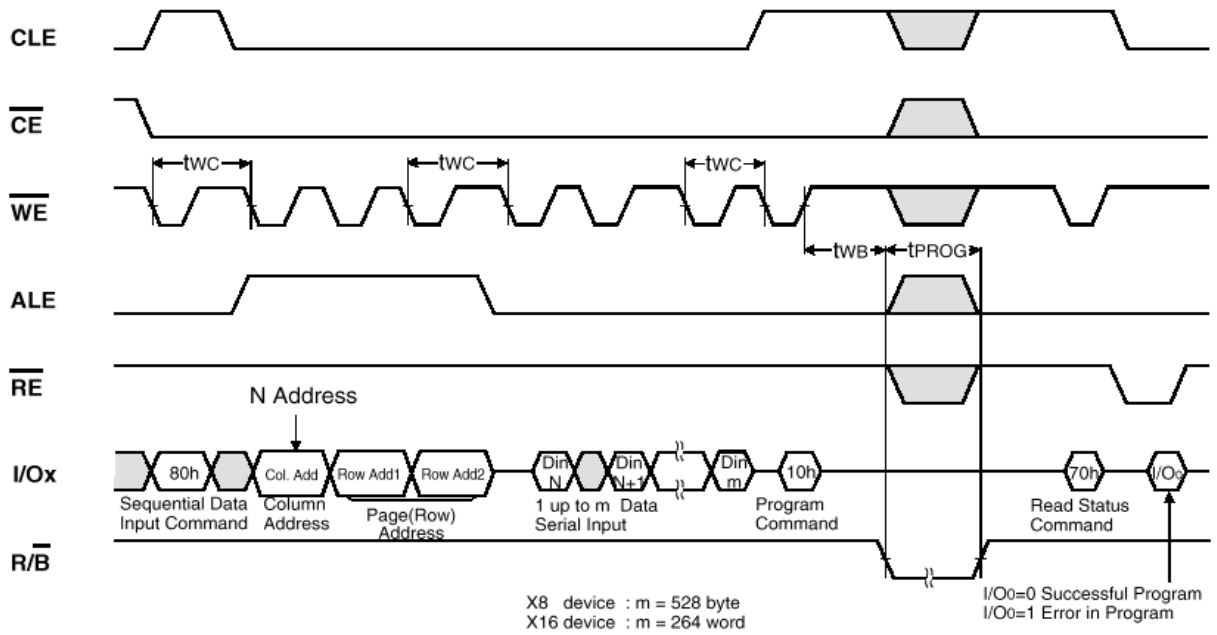 CLE
CE
tWC
tWC
tWC
WE
tWB
tPROG
ALE
RE
N Address
I/Ox
80h
Col. Add
Row Add1
Row Add2
Din
N
Din
N+1
Din
m
10h
70h
I/O0
Sequential Data
Input Command
Column
Address
Page(Row)
Address
1 up to m Data
Serial Input
Program
Command
Read Status
Command
R/B
X8 device : m = 528 byte
X16 device : m = 264 word
I/O0=0 Successful Program
I/O0=1 Error in Program